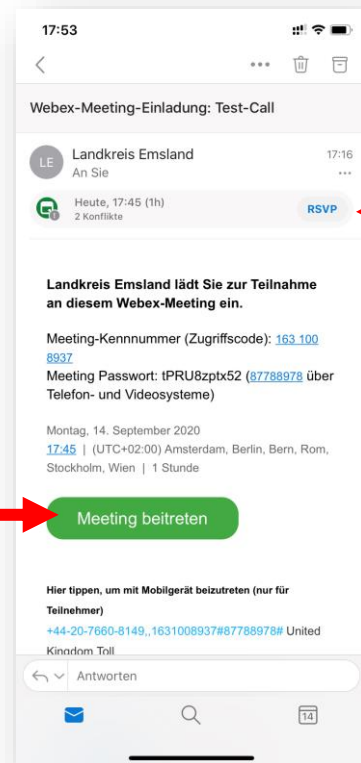 17:53
Webex-Meeting-Einladung: Test-Call
LE
Landkreis Emsland
17:16
An Sie
Heute, 17:45 (1h)
2 Konflikte
RSVP
Landkreis Emsland lädt Sie zur Teilnahme
an diesem Webex-Meeting ein.
Meeting-Kennnummer (Zugriffscode): 163 100
8937
Meeting Passwort: tPRU8zptx52 (87788978 über
Telefon- und Videosysteme)
Montag, 14. September 2020
17:45 | (UTC+02:00) Amsterdam, Berlin, Bern, Rom,
Stockholm, Wien | 1 Stunde
Meeting beitreten
Hier tippen, um mit Mobilgerät beizutreten (nur für
Teilnehmer)
+44-20-7660-8149,,1631008937#87788978# United
Kingdom Toll
Antworten
14